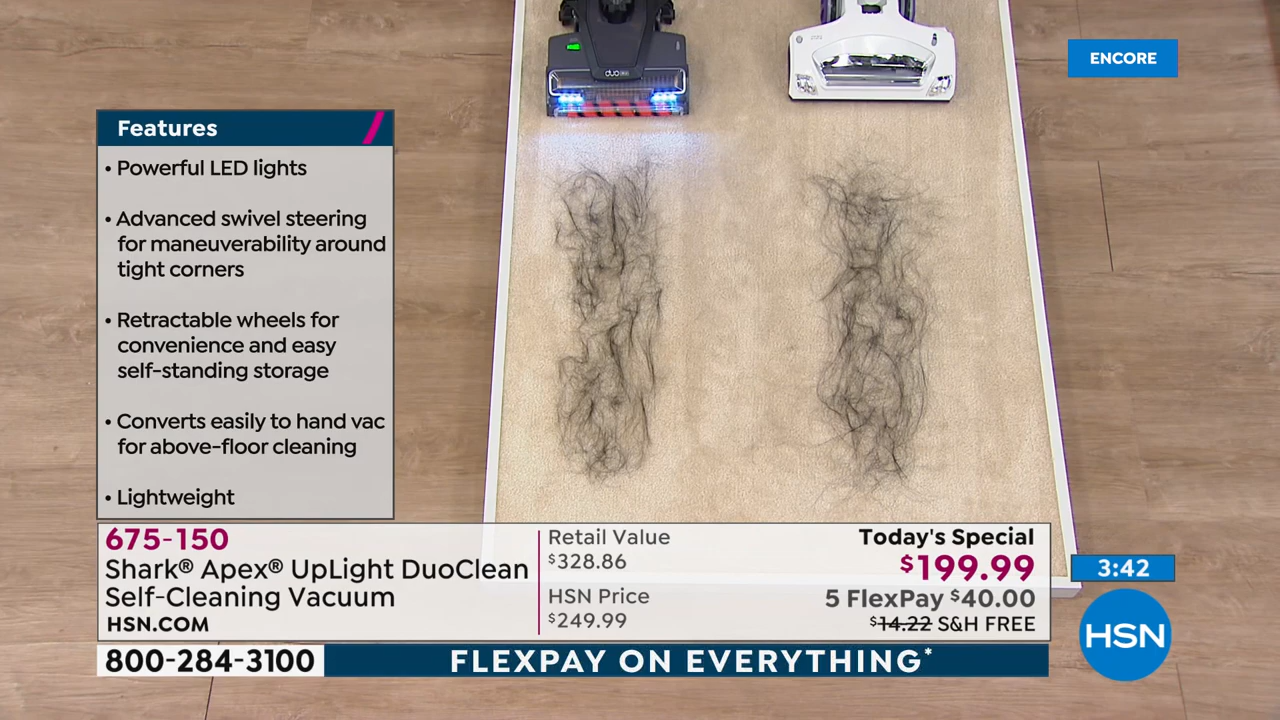 duo
ENCORE
Features
• Powerful LED lights
• Advanced swivel steering
for maneuverability around
tight corners
• Retractable wheels for
convenience and easy
self-standing storage
• Converts easily to hand vac
for above-floor cleaning
• Lightweight
675-150
Shark® Apex® UpLight DuoClean
Self-Cleaning Vacuum
HSN.COM
Retail Value
$328.86
HSN Price
$249.99
Today's Special
$199.99
5 FlexPay $40.00
$14.22 S&H FREE
3:42
HSN
800-284-3100
FLEXPAY ON EVERYTHING*